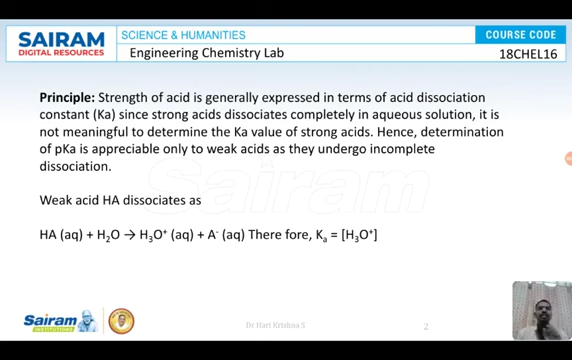 SAIRAM
DIGITAL RESOURCES
SCIENCE & HUMANITIES
Engineering Chemistry Lab
COURSE CODE
18CHEL16
Principle: Strength of acid is generally expressed in terms of acid dissociation
constant (Ka) since strong acids dissociates completely in aqueous solution, it is
not meaningful to determine the Ka value of strong acids. Hence, determination
of pKa is appreciable only to weak acids as they undergo incomplete
dissociation.
Sairam
Weak acid HA dissociates as
HA (aq) + H₂O → H₃O⁺ (aq) + A⁻ (aq) There fore, Kₐ = [H₃O⁺]
Sairam
INSTITUTIONS
Dr Hari Krishna S
2